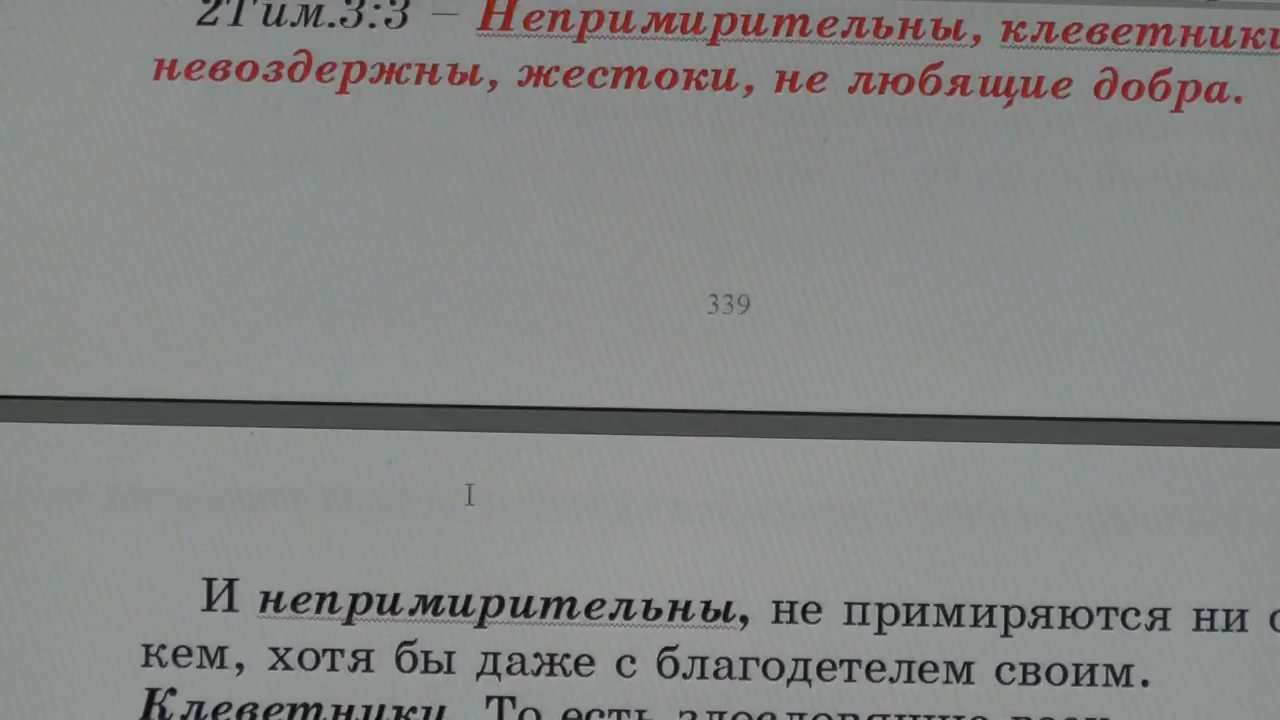 2Тим.3:3 – Непримирительны, клеветники
невоздержны, жестоки, не любящие добра.
339
И непримирительны, не примиряются ни с
кем, хотя бы даже с благодетелем своим.
Клеветники. То есть